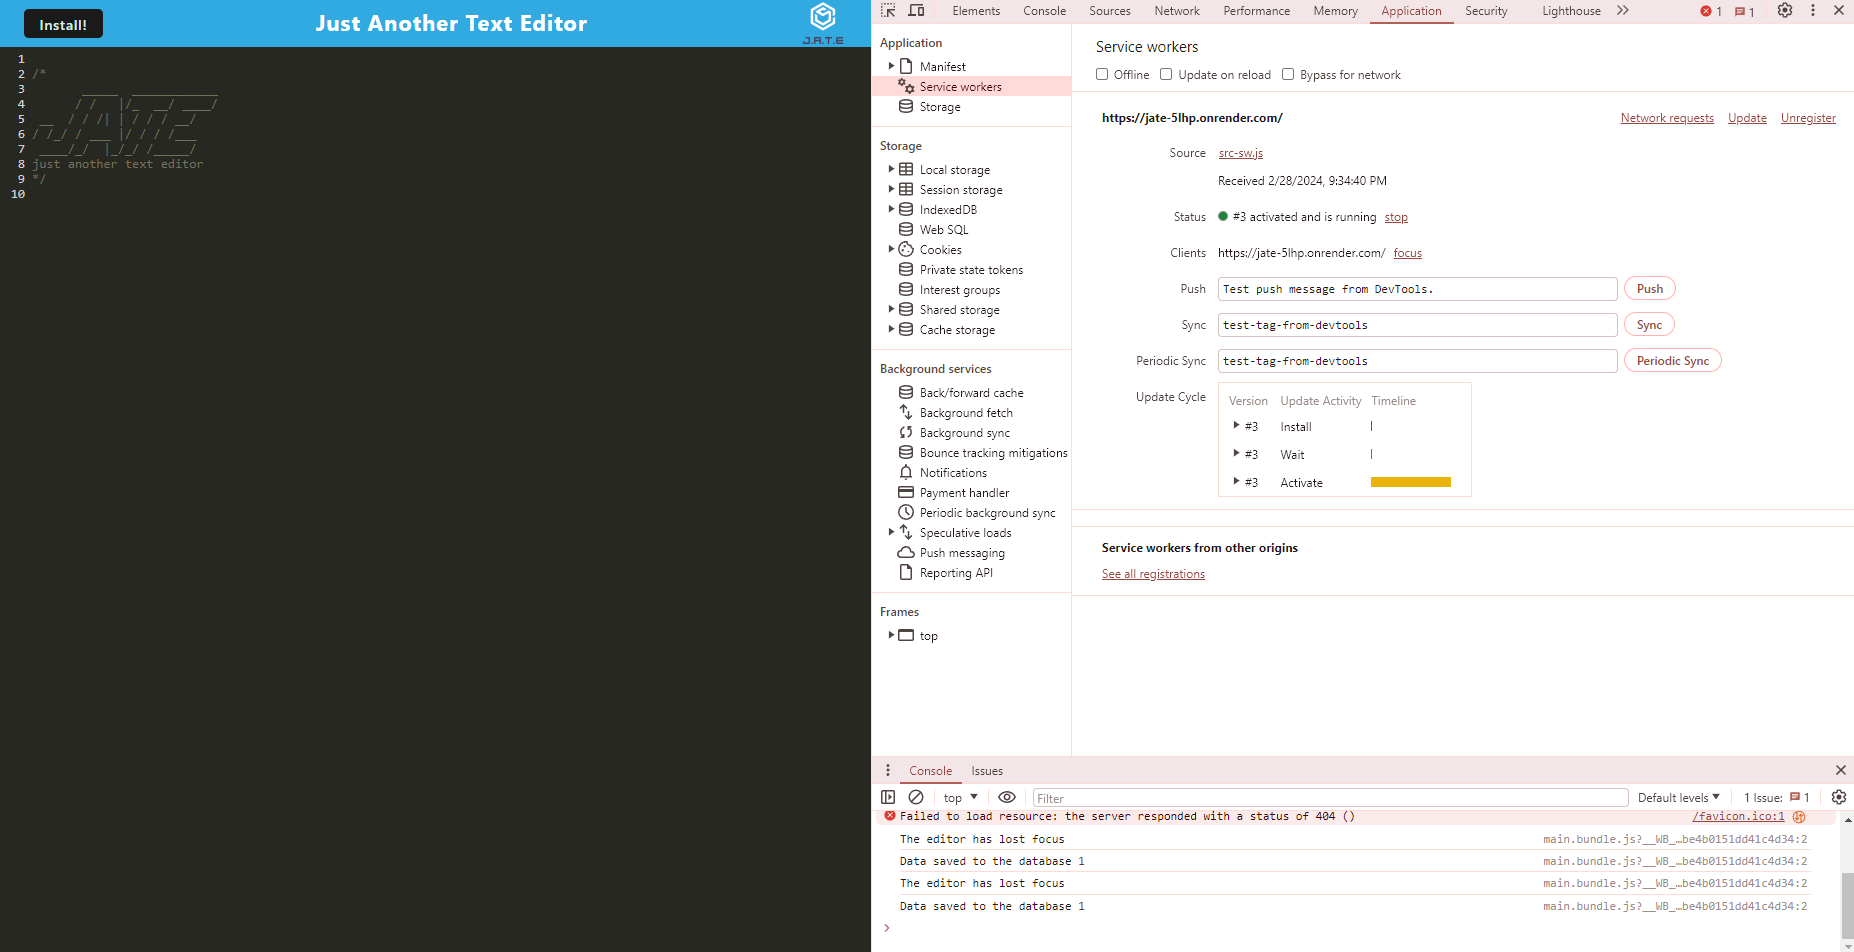 Install!
Just Another Text Editor
J.A.T.E
1
2 /*
3        _____  ____________
4       / /   |/_  __/ ____/
5  __  / / /| | / / / __/
6 / /_/ / ___ |/ / / /___
7  ____/_/  |_/_/ /_____/
8 just another text editor
9 */
10
Elements Console Sources Network Performance Memory Application Security Lighthouse 1 1
Application
Manifest
Service workers
Storage
Storage
Local storage
Session storage
IndexedDB
Web SQL
Cookies
Private state tokens
Interest groups
Shared storage
Cache storage
Background services
Back/forward cache
Background fetch
Background sync
Bounce tracking mitigations
Notifications
Payment handler
Periodic background sync
Speculative loads
Push messaging
Reporting API
Frames
top
Service workers
Offline Update on reload Bypass for network
https://jate-5lhp.onrender.com/ Network requests Update Unregister
Source src-sw.js
Received 2/28/2024, 9:34:40 PM
Status #3 activated and is running stop
Clients https://jate-5lhp.onrender.com/ focus
Push Test push message from DevTools. Push
Sync test-tag-from-devtools Sync
Periodic Sync test-tag-from-devtools Periodic Sync
Update Cycle Version Update Activity Timeline
#3 Install
#3 Wait
#3 Activate
Service workers from other origins
See all registrations
Console Issues
top Filter Default levels 1 Issue: 1
Failed to load resource: the server responded with a status of 404 () /favicon.ico:1
The editor has lost focus main.bundle.js?__WB_…be4b0151dd41c4d34:2
Data saved to the database 1 main.bundle.js?__WB_…be4b0151dd41c4d34:2
The editor has lost focus main.bundle.js?__WB_…be4b0151dd41c4d34:2
Data saved to the database 1 main.bundle.js?__WB_…be4b0151dd41c4d34:2